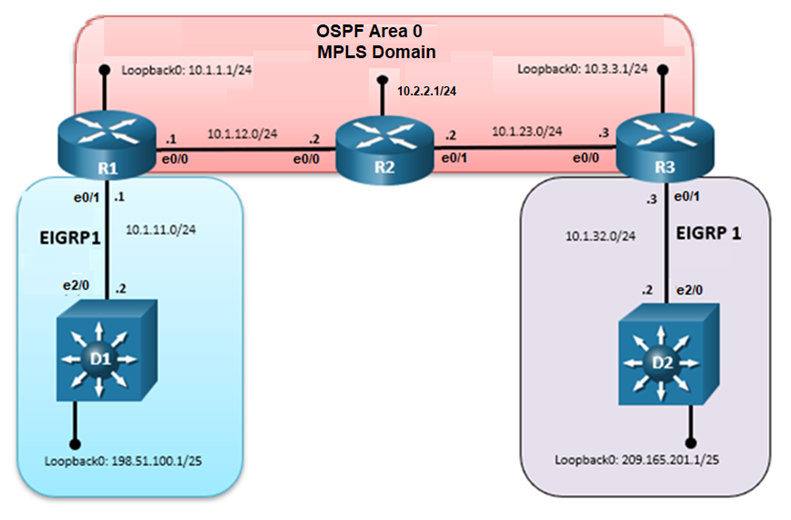 OSPF Area 0
MPLS Domain
Loopback0: 10.1.1.1/24
10.2.2.1/24
Loopback0: 10.3.3.1/24
.1
10.1.12.0/24
.2
.2
10.1.23.0/24
.3
R1
e0/0
e0/0
R2
e0/1
e0/0
R3
e0/1
.1
.3
e0/1
EIGRP1
10.1.11.0/24
10.1.32.0/24
EIGRP 1
e2/0
.2
.2
e2/0
D1
D2
Loopback0: 198.51.100.1/25
Loopback0: 209.165.201.1/25